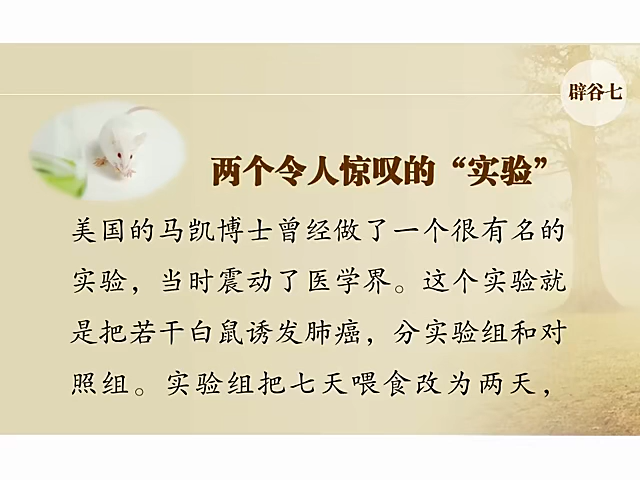 辟谷七
两个令人惊叹的“实验”
美国的马凯博士曾经做了一个很有名的
实验，当时震动了医学界。这个实验就
是把若干白鼠诱发肺癌，分实验组和对
照组。实验组把七天喂食改为两天，